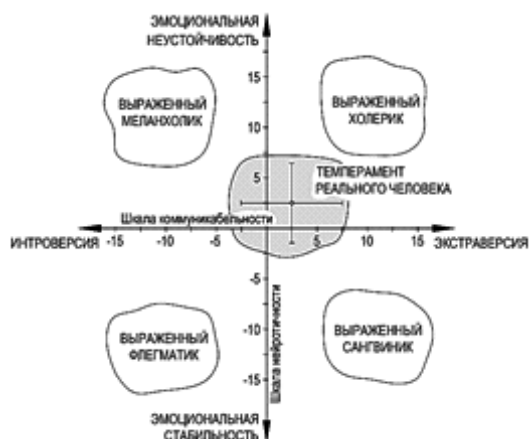 ЭМОЦИОНАЛЬНАЯ
НЕУСТОЙЧИВОСТЬ
15
10
5
ВЫРАЖЕННЫЙ
МЕЛАНХОЛИК
ВЫРАЖЕННЫЙ
ХОЛЕРИК
ТЕМПЕРАМЕНТ
РЕАЛЬНОГО ЧЕЛОВЕКА
Шкала коммуникабельности
ИНТРОВЕРСИЯ -15 -10 -5 5 10 15 ЭКСТРАВЕРСИЯ
-5
-10
-15
Шкала нейротичности
ВЫРАЖЕННЫЙ
ФЛЕГМАТИК
ВЫРАЖЕННЫЙ
САНГВИНИК
ЭМОЦИОНАЛЬНАЯ
СТАБИЛЬНОСТЬ